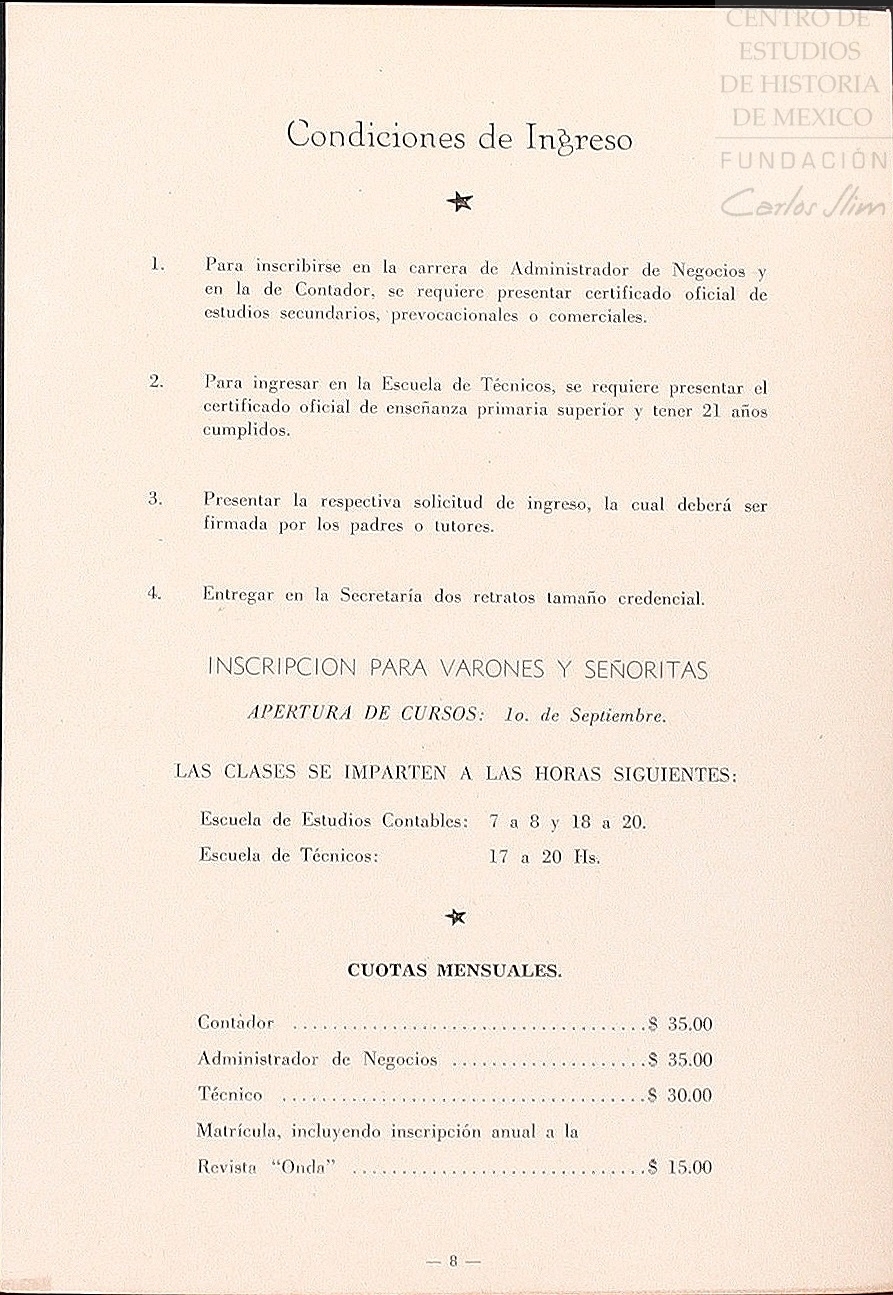 CENTRO DE
ESTUDIOS
DE HISTORIA
DE MEXICO
FUNDACIÓN
Carlos Slim
Condiciones de Ingreso
1. Para inscribirse en la carrera de Administrador de Negocios y
en la de Contador, se requiere presentar certificado oficial de
estudios secundarios, prevocacionales o comerciales.
2. Para ingresar en la Escuela de Técnicos, se requiere presentar el
certificado oficial de enseñanza primaria superior y tener 21 años
cumplidos.
3. Presentar la respectiva solicitud de ingreso, la cual deberá ser
firmada por los padres o tutores.
4. Entregar en la Secretaría dos retratos tamaño credencial.
INSCRIPCION PARA VARONES Y SEÑORITAS
APERTURA DE CURSOS: 1o. de Septiembre.
LAS CLASES SE IMPARTEN A LAS HORAS SIGUIENTES:
Escuela de Estudios Contables: 7 a 8 y 18 a 20.
Escuela de Técnicos: 17 a 20 Hs.
CUOTAS MENSUALES.
Contador ....................................$ 35.00
Administrador de Negocios ....................$ 35.00
Técnico .....................................$ 30.00
Matrícula, incluyendo inscripción anual a la
Revista "Onda" ..............................$ 15.00
— 8 —